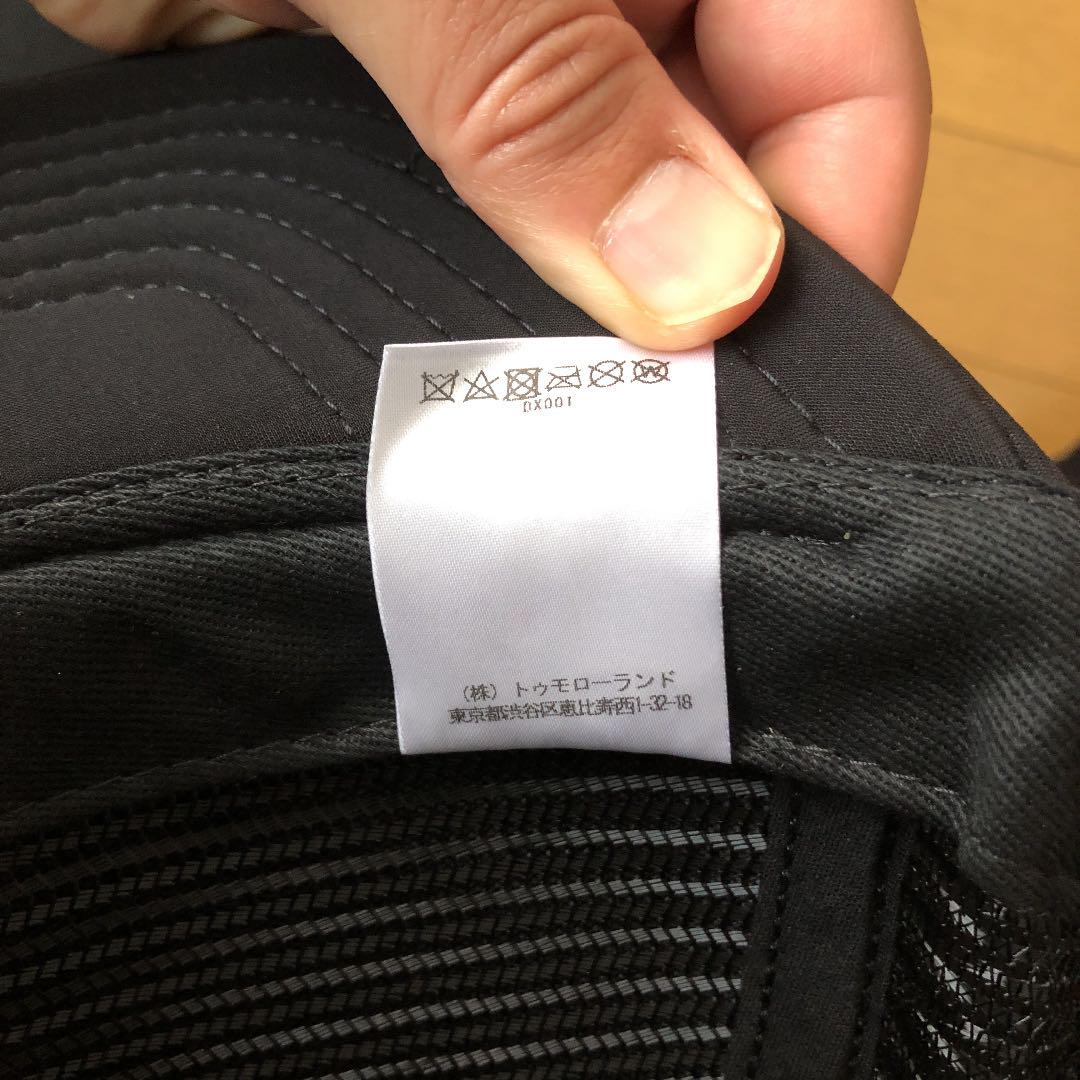 DX001
(株) トゥモローランド
東京都渋谷区恵比寿西1-32-18